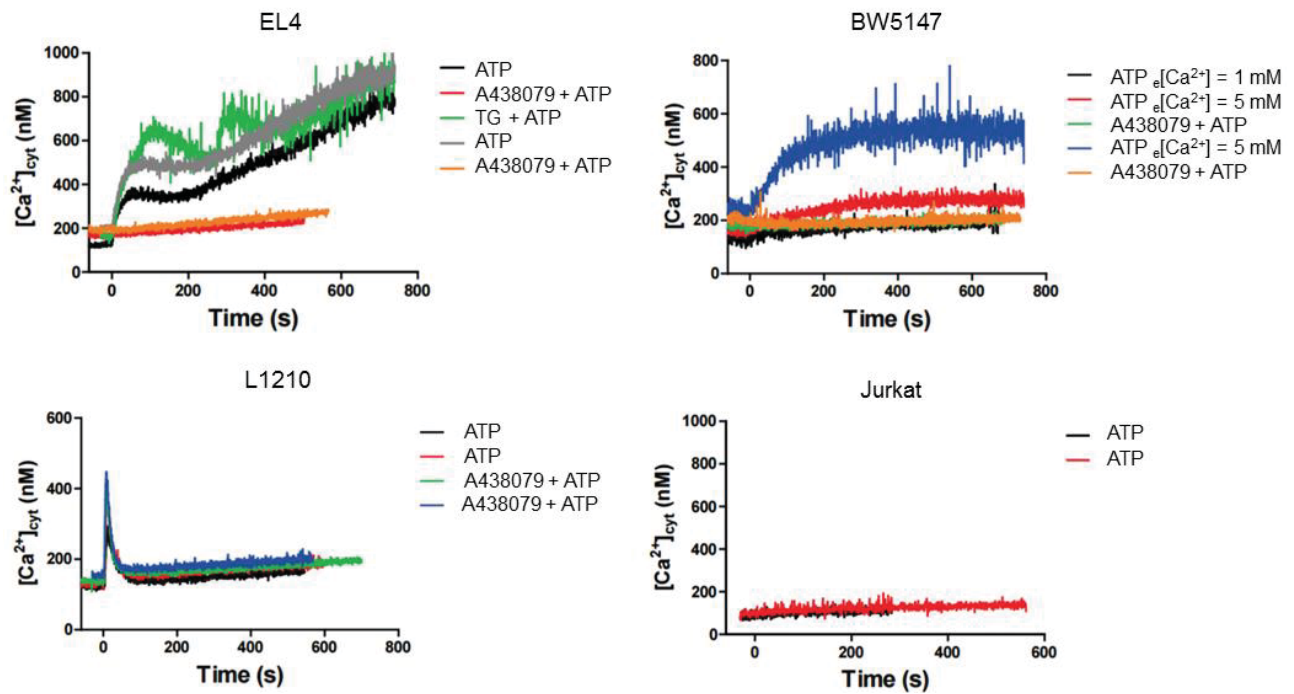 EL4
1000
800
600
400
200
0
[Ca²⁺]cyt (nM)
0 200 400 600 800
Time (s)
ATP
A438079 + ATP
TG + ATP
ATP
A438079 + ATP
BW5147
800
600
400
200
0
[Ca²⁺]cyt (nM)
0 200 400 600 800
Time (s)
ATP e[Ca²⁺] = 1 mM
ATP e[Ca²⁺] = 5 mM
A438079 + ATP
ATP e[Ca²⁺] = 5 mM
A438079 + ATP
L1210
600
400
200
0
[Ca²⁺]cyt (nM)
0 200 400 600 800
Time (s)
ATP
ATP
A438079 + ATP
A438079 + ATP
Jurkat
1000
800
600
400
200
0
[Ca²⁺]cyt (nM)
0 200 400 600
Time (s)
ATP
ATP